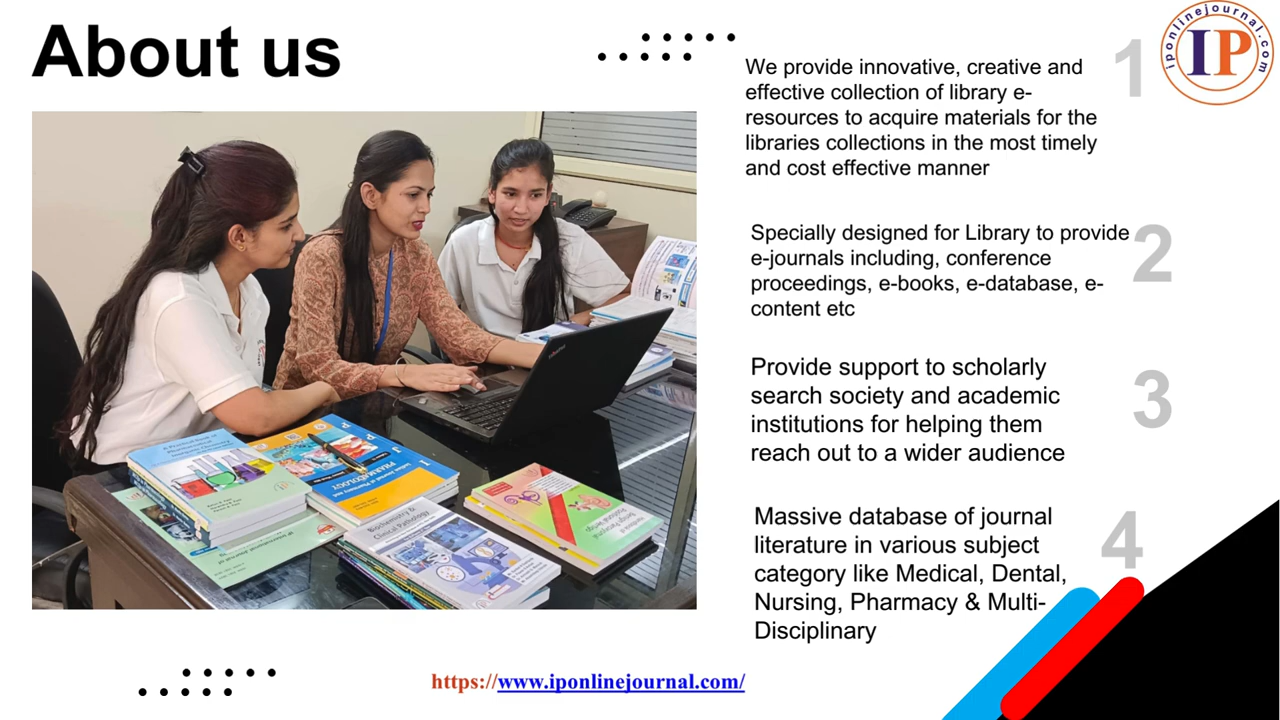 About us
iponlinejournal.com
IP
1
We provide innovative, creative and
effective collection of library e-
resources to acquire materials for the
libraries collections in the most timely
and cost effective manner
2
Specially designed for Library to provide
e-journals including, conference
proceedings, e-books, e-database, e-
content etc
3
Provide support to scholarly
search society and academic
institutions for helping them
reach out to a wider audience
4
Massive database of journal
literature in various subject
category like Medical, Dental,
Nursing, Pharmacy & Multi-
Disciplinary
Biochemistry &
Clinical Pathology
https://www.iponlinejournal.com/